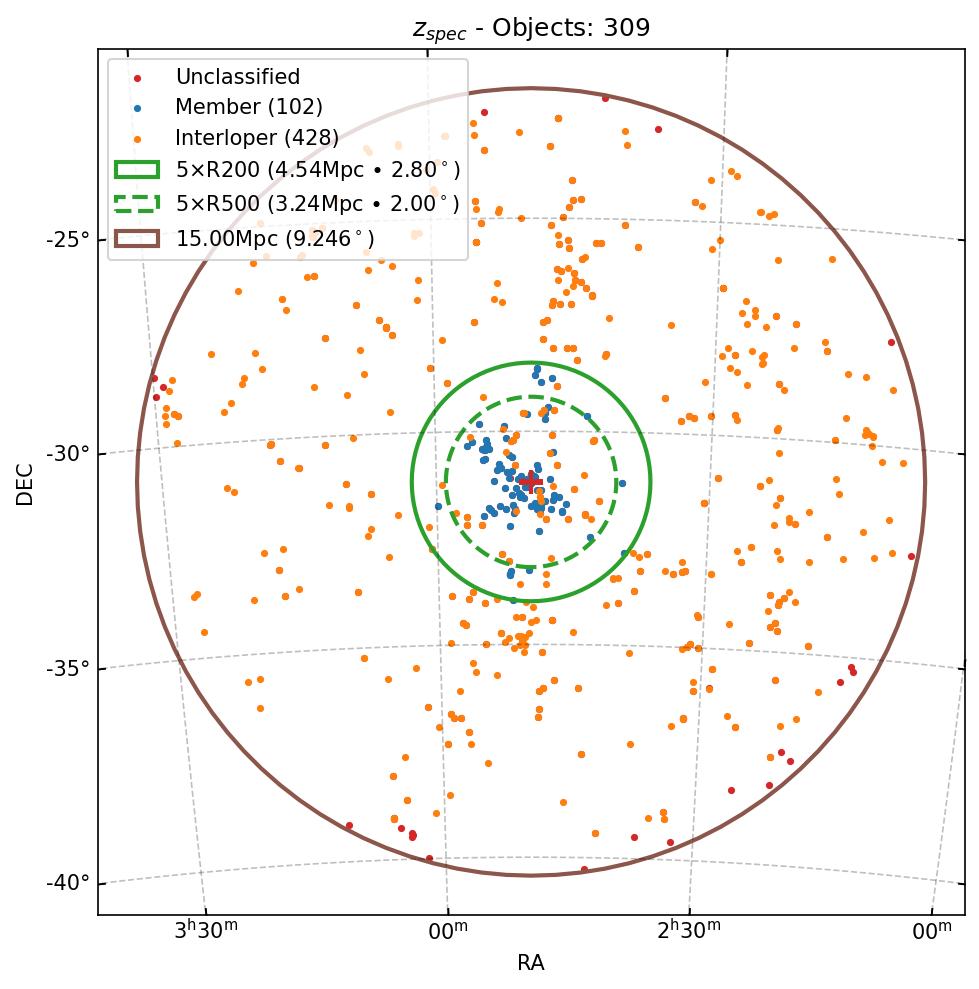 z_spec - Objects: 309
Unclassified
Member (102)
Interloper (428)
5×R200 (4.54Mpc • 2.80°)
5×R500 (3.24Mpc • 2.00°)
15.00Mpc (9.246°)
-25°
-30°
-35°
-40°
DEC
3h30m
00m
2h30m
00m
RA